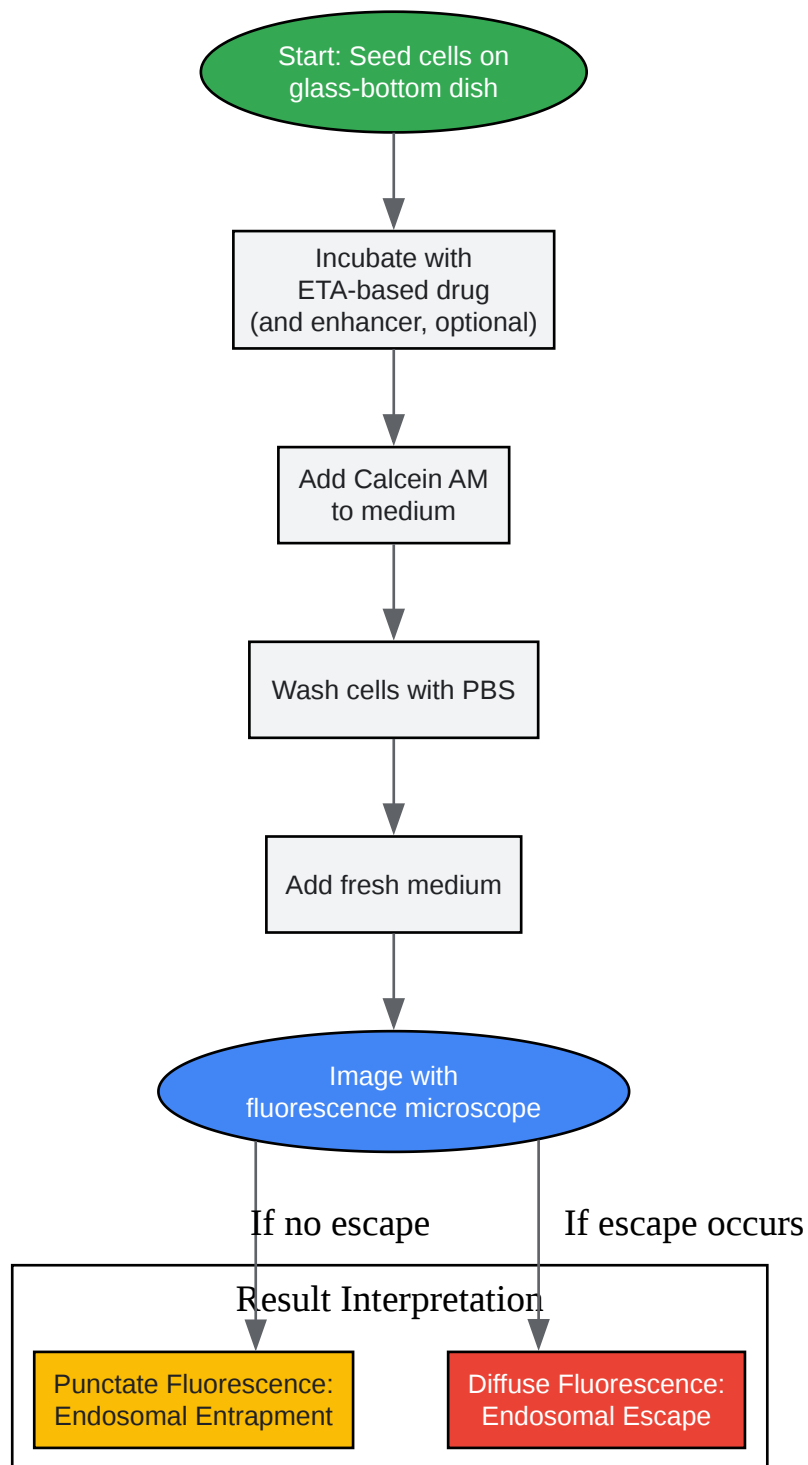 Start: Seed cells on
glass-bottom dish
Incubate with
ETA-based drug
(and enhancer, optional)
Add Calcein AM
to medium
Wash cells with PBS
Add fresh medium
Image with
fluorescence microscope
If no escape
If escape occurs
Result Interpretation
Punctate Fluorescence:
Endosomal Entrapment
Diffuse Fluorescence:
Endosomal Escape